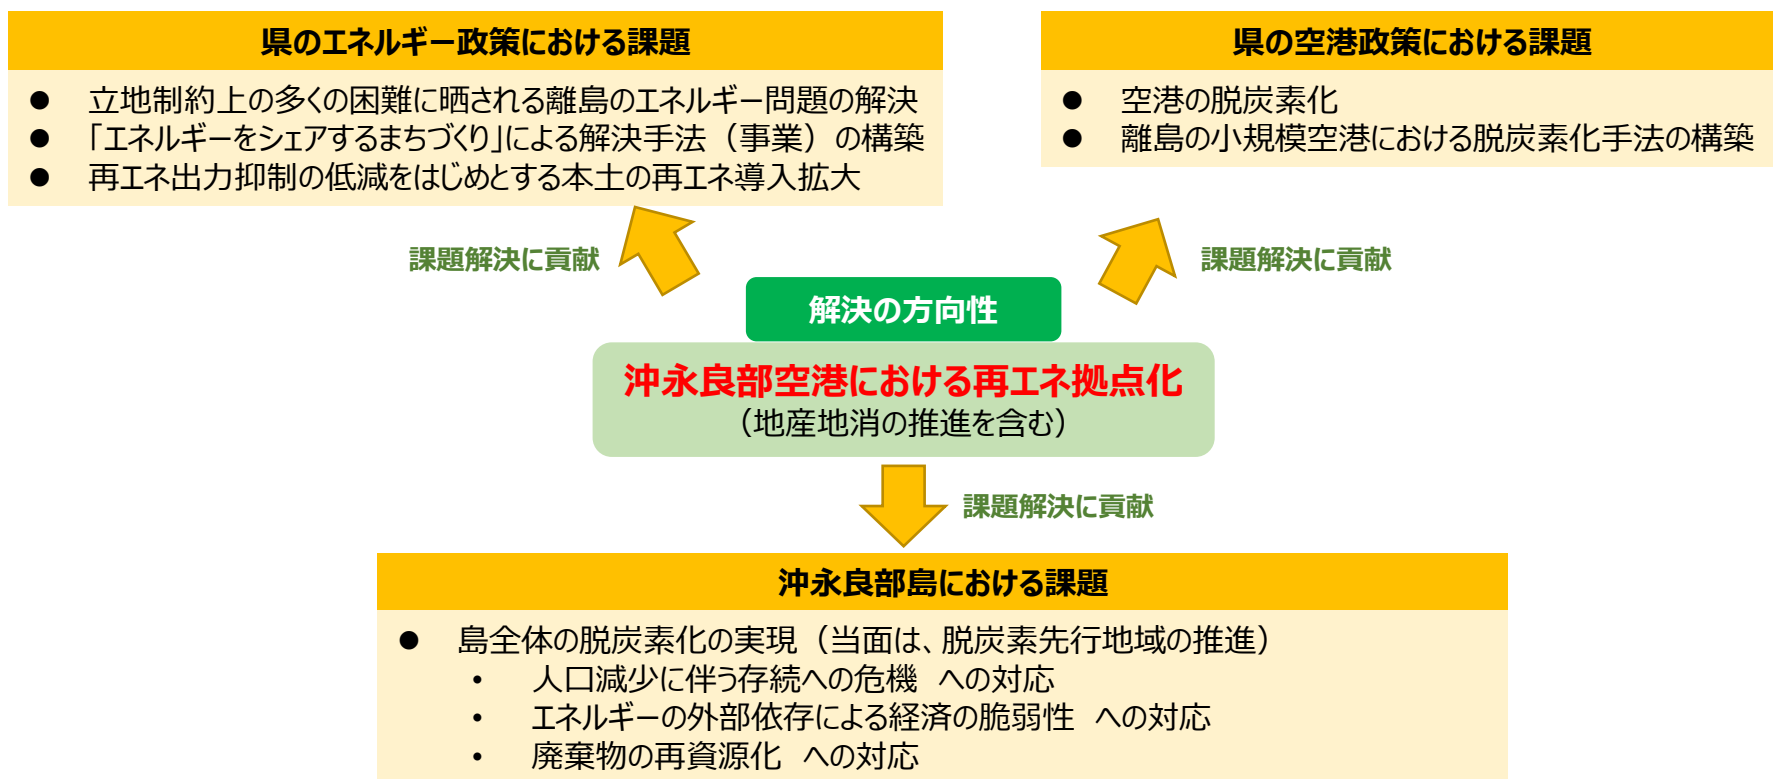 県のエネルギー政策における課題
● 立地制約上の多くの困難に晒される離島のエネルギー問題の解決
● 「エネルギーをシェアするまちづくり」による解決手法（事業）の構築
● 再エネ出力抑制の低減をはじめとする本土の再エネ導入拡大
県の空港政策における課題
● 空港の脱炭素化
● 離島の小規模空港における脱炭素化手法の構築
課題解決に貢献
課題解決に貢献
解決の方向性
沖永良部空港における再エネ拠点化
（地産地消の推進を含む）
課題解決に貢献
沖永良部島における課題
● 島全体の脱炭素化の実現（当面は、脱炭素先行地域の推進）
• 人口減少に伴う存続への危機 への対応
• エネルギーの外部依存による経済の脆弱性 への対応
• 廃棄物の再資源化 への対応